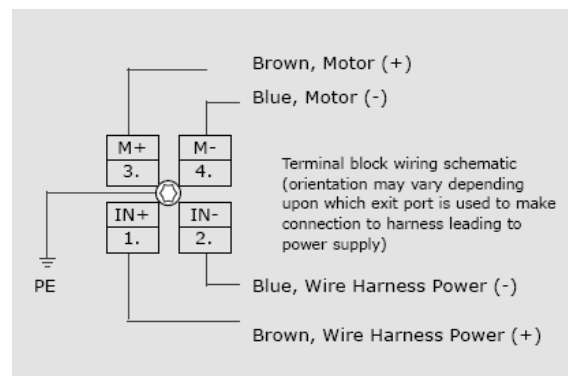 Brown, Motor (+)
Blue, Motor (-)
M+
M-
3.
4.
Terminal block wiring schematic
(orientation may vary depending
upon which exit port is used to make
connection to harness leading to
power supply)
IN+
IN-
1.
2.
PE
Blue, Wire Harness Power (-)
Brown, Wire Harness Power (+)